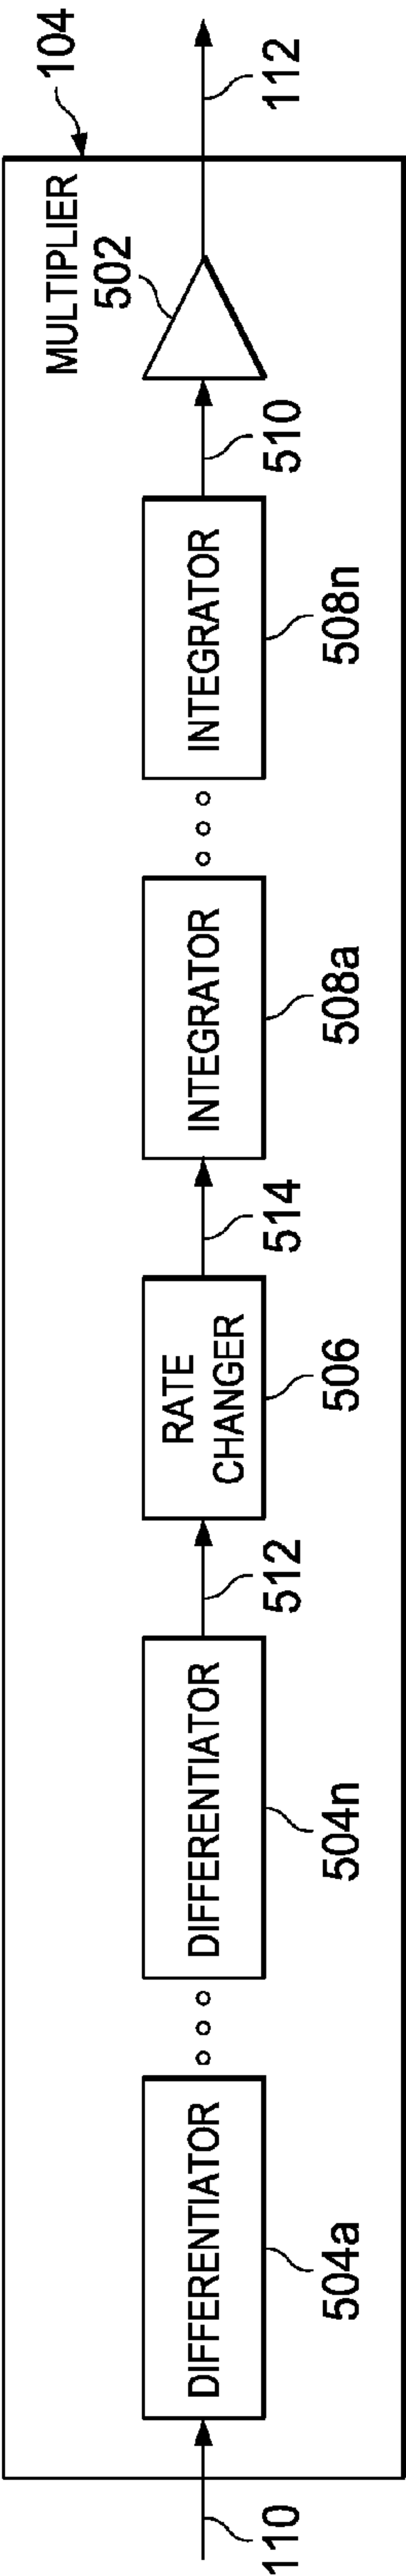 104
MULTIPLIER
502
110
DIFFERENTIATOR
504a
DIFFERENTIATOR
504n
512
RATE
CHANGER
506
514
INTEGRATOR
508a
INTEGRATOR
508n
510
112